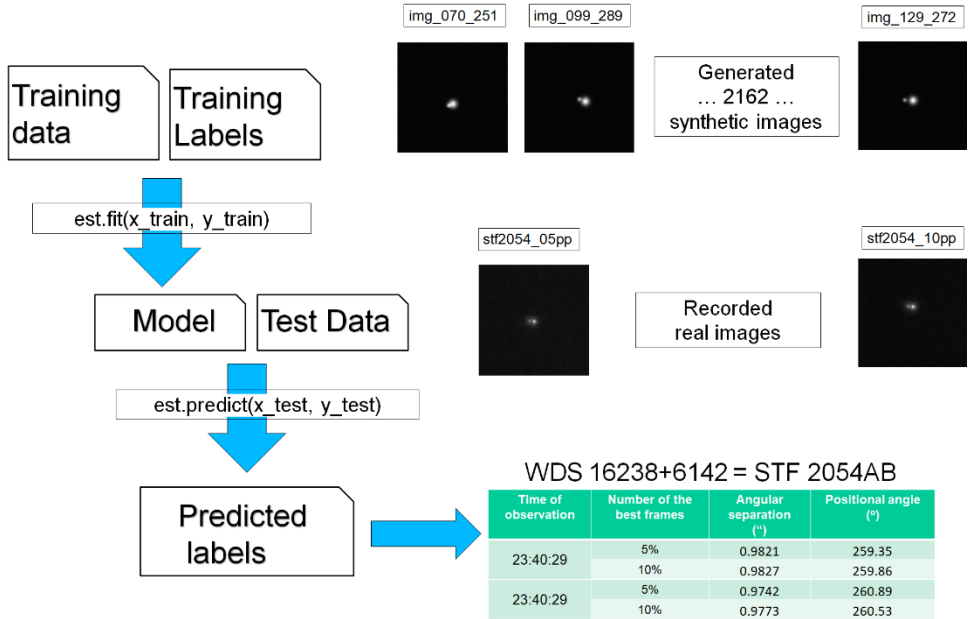 img_070_251
img_099_289
img_129_272
Training
data
Training
Labels
Generated
... 2162 ...
synthetic images
est.fit(x_train, y_train)
stf2054_05pp
stf2054_10pp
Model
Test Data
Recorded
real images
est.predict(x_test, y_test)
Predicted
labels
WDS 16238+6142 = STF 2054AB
Time of
observation
Number of the
best frames
Angular
separation
(“)
Positional angle
(°)
23:40:29
5%
0.9821
259.35
10%
0.9827
259.86
23:40:29
5%
0.9742
260.89
10%
0.9773
260.53